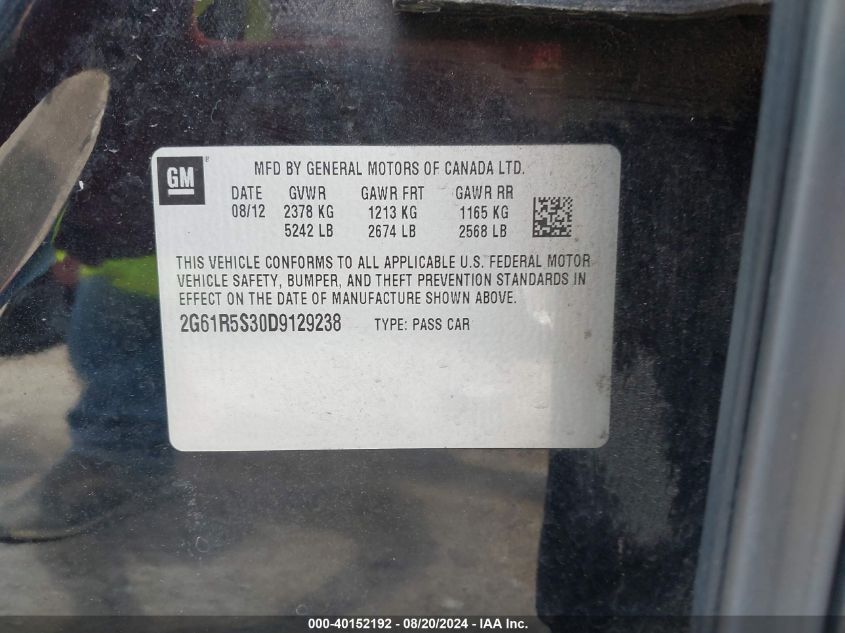 GM
MFD BY GENERAL MOTORS OF CANADA LTD.
DATE GVWR GAWR FRT GAWR RR
08/12 2378 KG 1213 KG 1165 KG
5242 LB 2674 LB 2568 LB
THIS VEHICLE CONFORMS TO ALL APPLICABLE U.S. FEDERAL MOTOR
VEHICLE SAFETY, BUMPER, AND THEFT PREVENTION STANDARDS IN
EFFECT ON THE DATE OF MANUFACTURE SHOWN ABOVE.
2G61R5S30D9129238 TYPE: PASS CAR
000-40152192 - 08/20/2024 - IAA Inc.